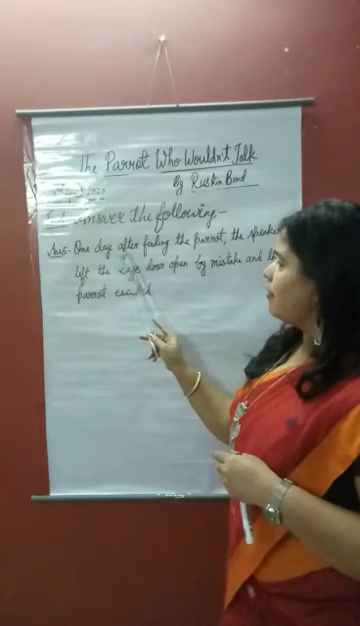 The Parrot Who Wouldn't Talk
by Ruskin Bond
2020
Answer the following:-
Ans:- One day after feeding the parrot, the speaker
left the cage door open by mistake and the
parrot escaped